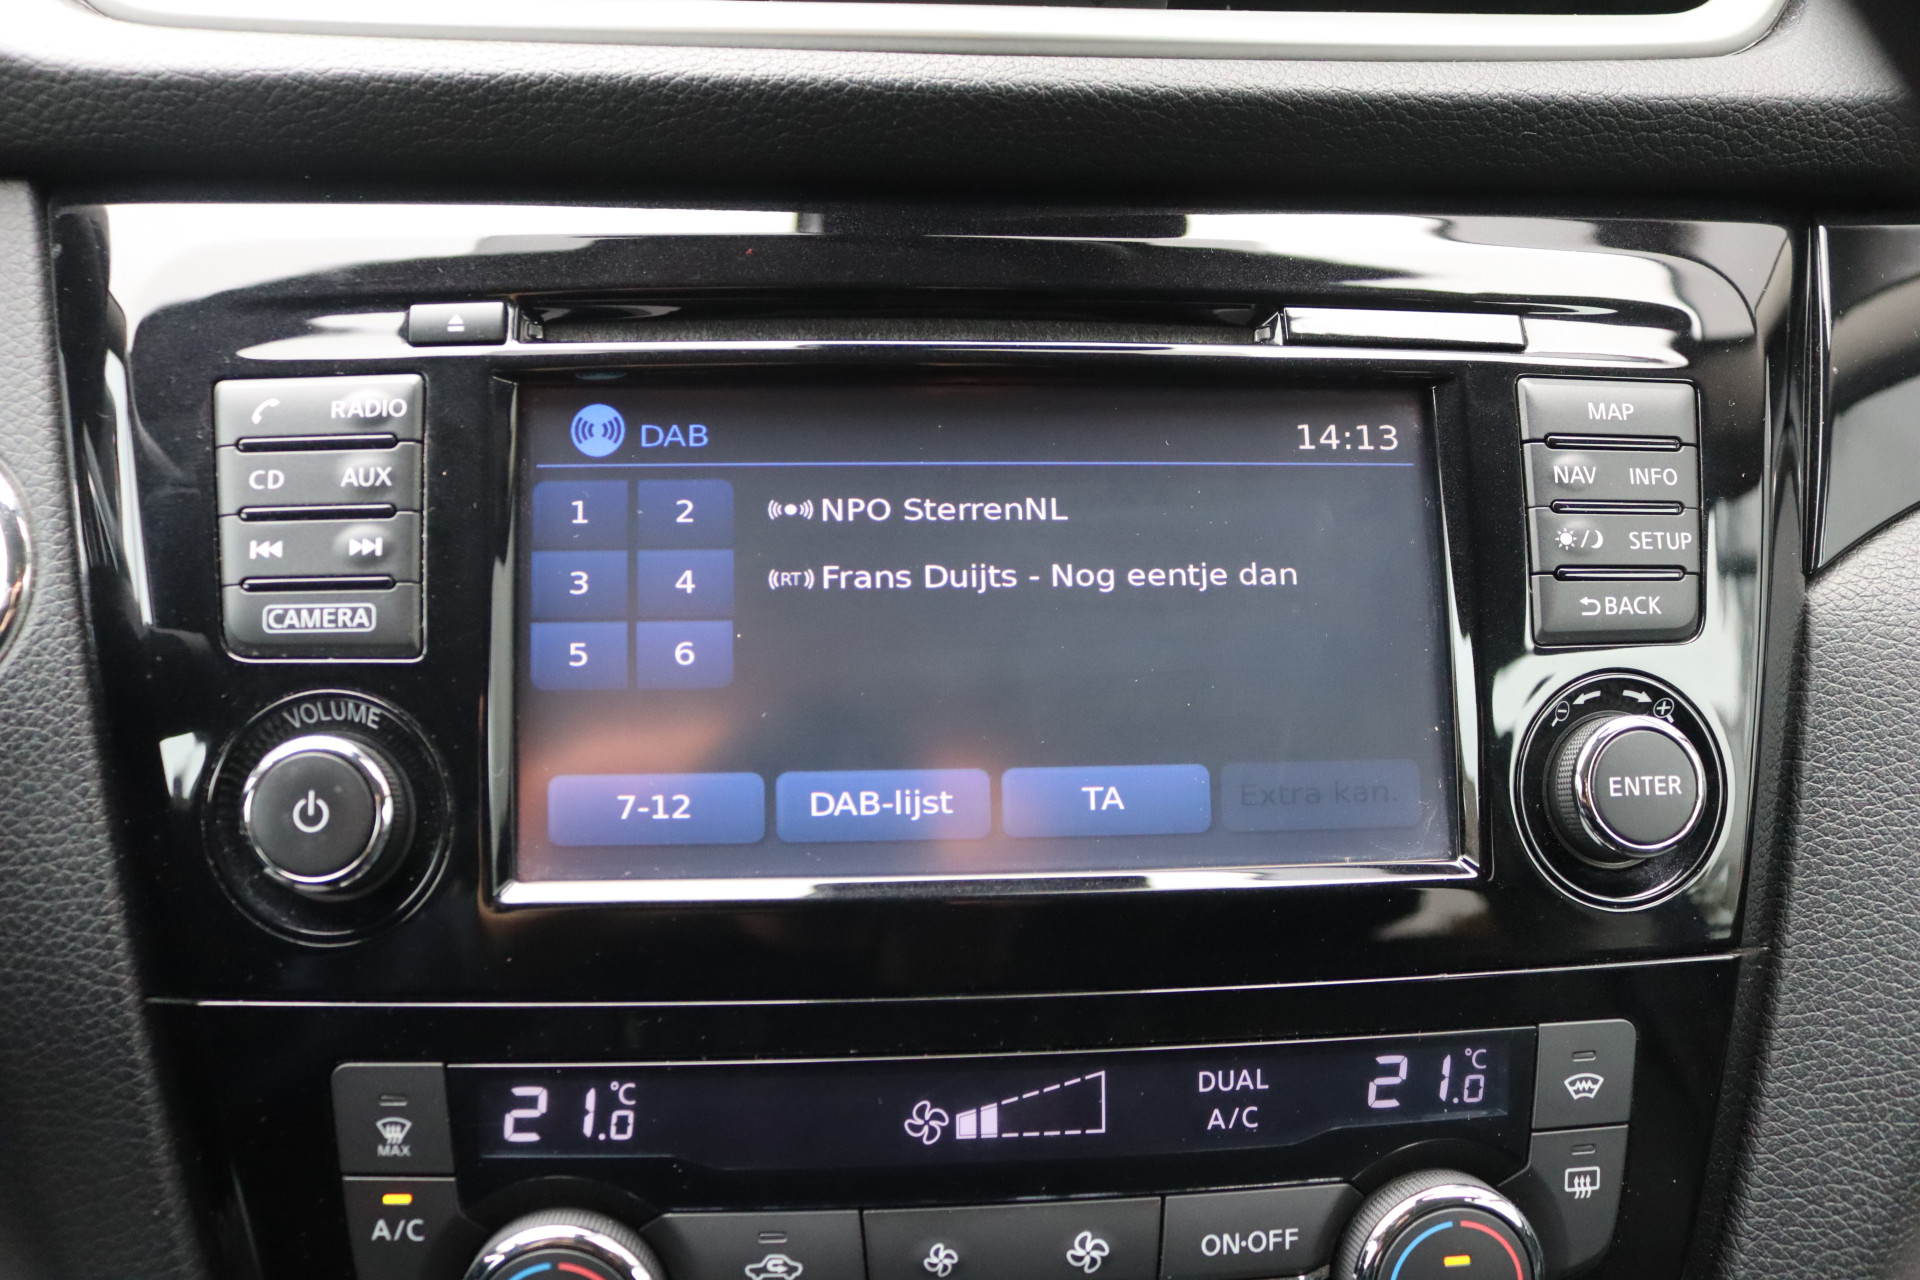 RADIO
CD AUX
CAMERA
VOLUME
DAB 14:13
1 2
3 4
5 6
NPO SterrenNL
RT Frans Duijts - Nog eentje dan
7-12 DAB-lijst TA Extra kan.
MAP
NAV INFO
/ SETUP
BACK
ENTER
MAX
A/C
21.0 °C
DUAL
A/C
21.0 °C
ON·OFF